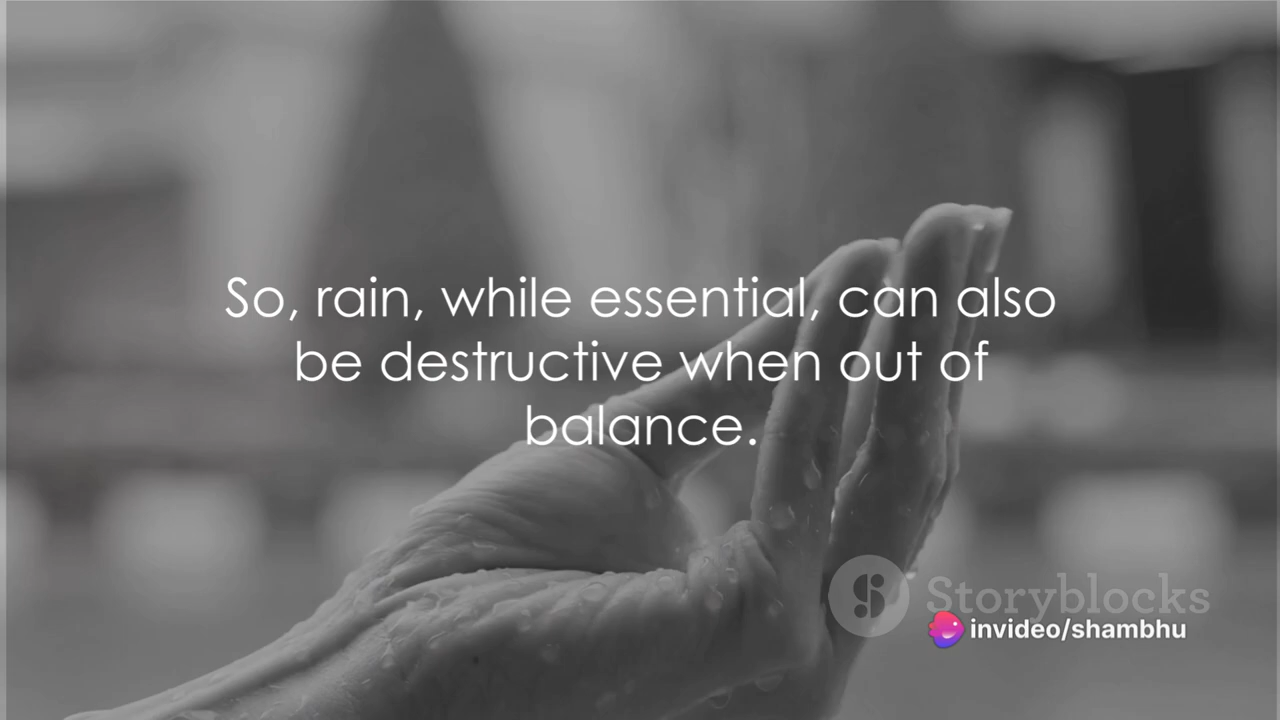 So, rain, while essential, can also
be destructive when out of
balance.
Storyblocks
invideo/shambhu